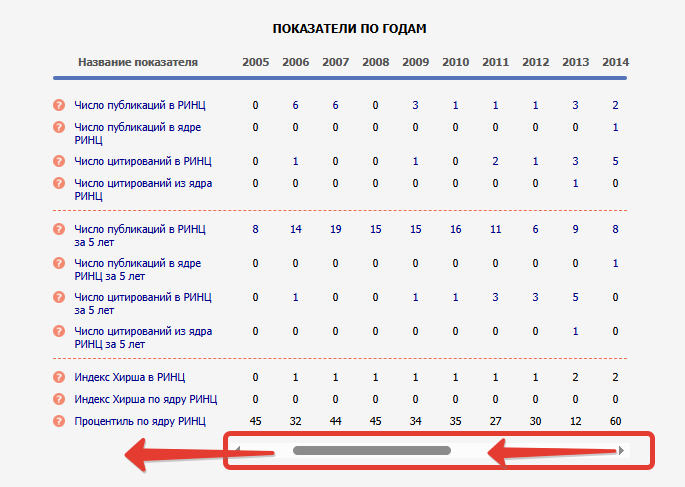 ПОКАЗАТЕЛИ ПО ГОДАМ
Название показателя 2005 2006 2007 2008 2009 2010 2011 2012 2013 2014
? Число публикаций в РИНЦ 0 6 6 0 3 1 1 1 3 2
? Число публикаций в ядре 0 0 0 0 0 0 0 0 0 1
РИНЦ
? Число цитирований в РИНЦ 0 1 0 0 1 0 2 1 3 5
? Число цитирований из ядра 0 0 0 0 0 0 0 0 1 0
РИНЦ
? Число публикаций в РИНЦ 8 14 19 15 15 16 11 6 9 8
за 5 лет
? Число публикаций в ядре 0 0 0 0 0 0 0 0 0 1
РИНЦ за 5 лет
? Число цитирований в РИНЦ 0 1 0 0 1 1 3 3 5 0
за 5 лет
? Число цитирований из ядра 0 0 0 0 0 0 0 0 1 0
РИНЦ за 5 лет
? Индекс Хирша в РИНЦ 0 1 1 1 1 1 1 1 2 2
? Индекс Хирша по ядру РИНЦ 0 0 0 0 0 0 0 0 0 0
? Процентиль по ядру РИНЦ 45 32 44 45 34 35 27 30 12 60